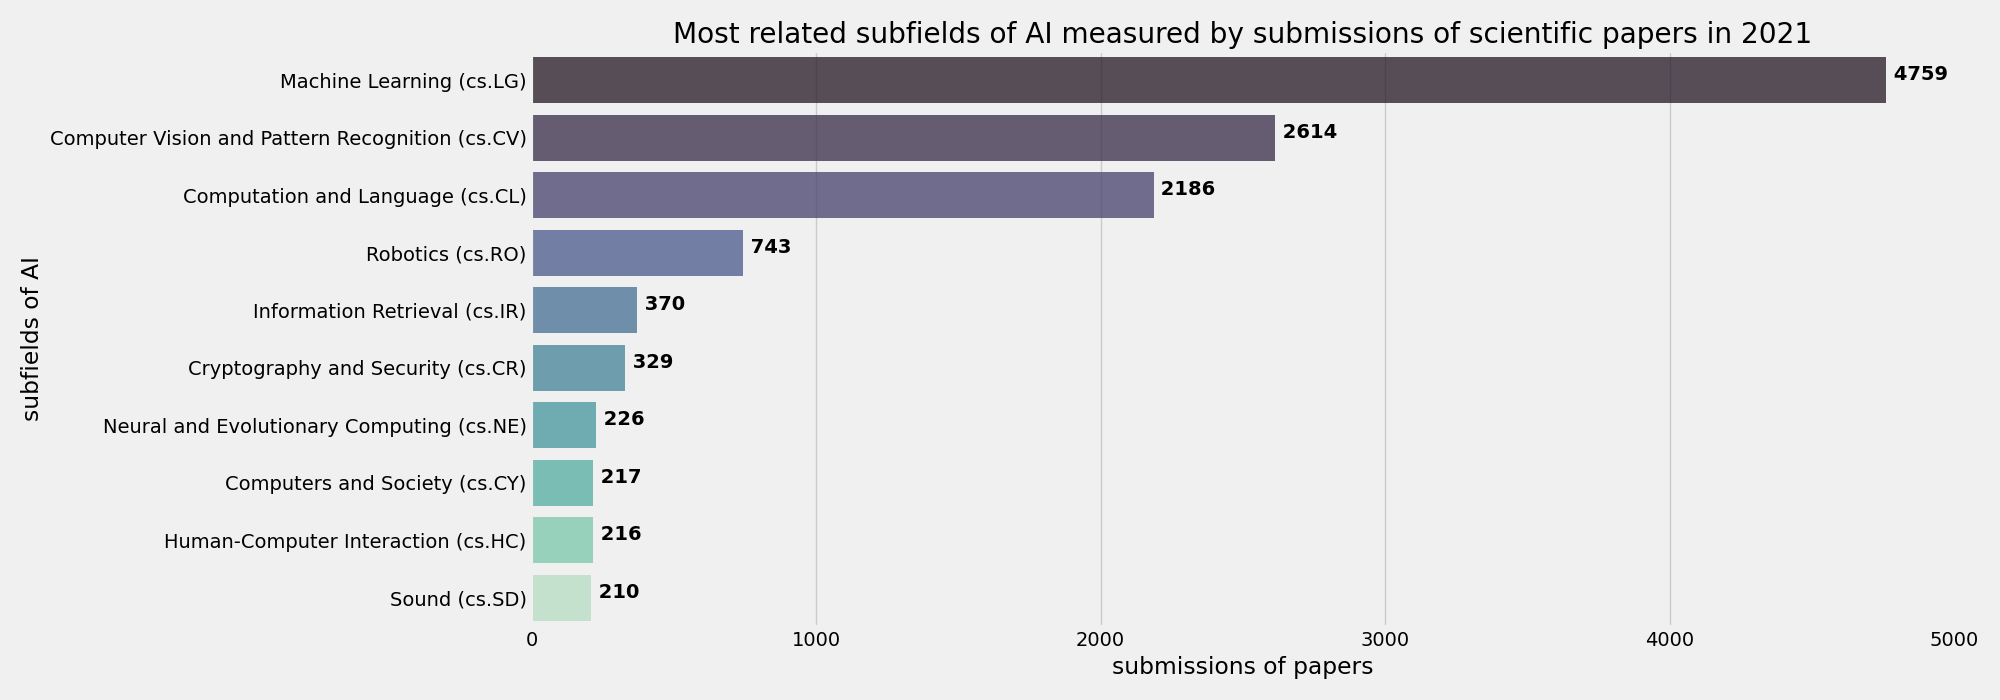 Most related subfields of AI measured by submissions of scientific papers in 2021
Machine Learning (cs.LG) 4759
Computer Vision and Pattern Recognition (cs.CV) 2614
Computation and Language (cs.CL) 2186
Robotics (cs.RO) 743
Information Retrieval (cs.IR) 370
Cryptography and Security (cs.CR) 329
Neural and Evolutionary Computing (cs.NE) 226
Computers and Society (cs.CY) 217
Human-Computer Interaction (cs.HC) 216
Sound (cs.SD) 210
subfields of AI
0 1000 2000 3000 4000 5000
submissions of papers